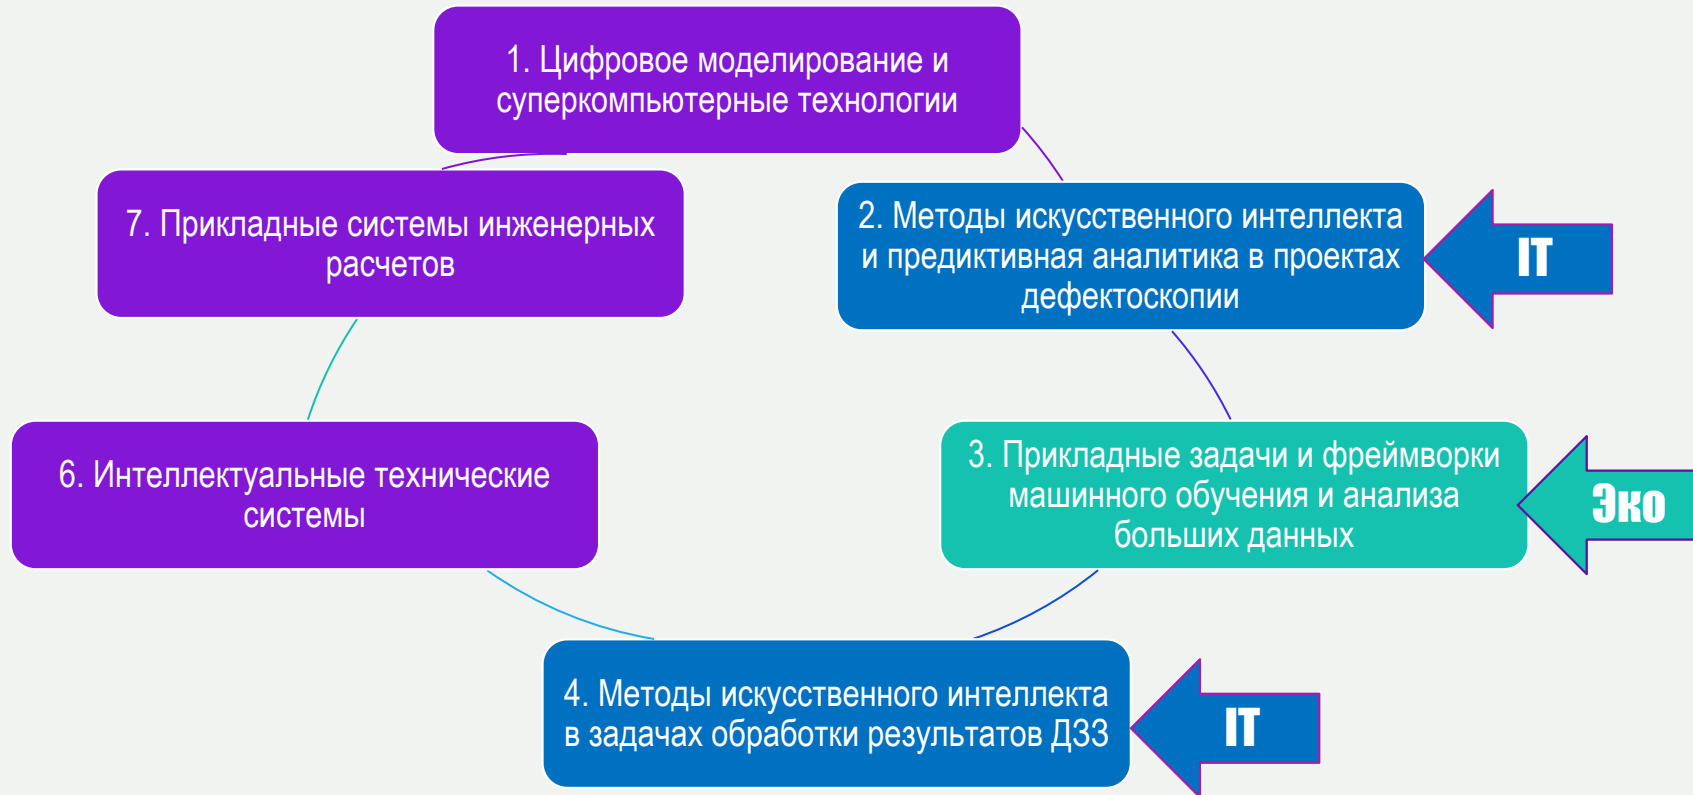 1. Цифровое моделирование и
суперкомпьютерные технологии
7. Прикладные системы инженерных
расчетов
2. Методы искусственного интеллекта
и предиктивная аналитика в проектах
дефектоскопии
IT
6. Интеллектуальные технические
системы
3. Прикладные задачи и фреймворки
машинного обучения и анализа
больших данных
Эко
4. Методы искусственного интеллекта
в задачах обработки результатов ДЗЗ
IT